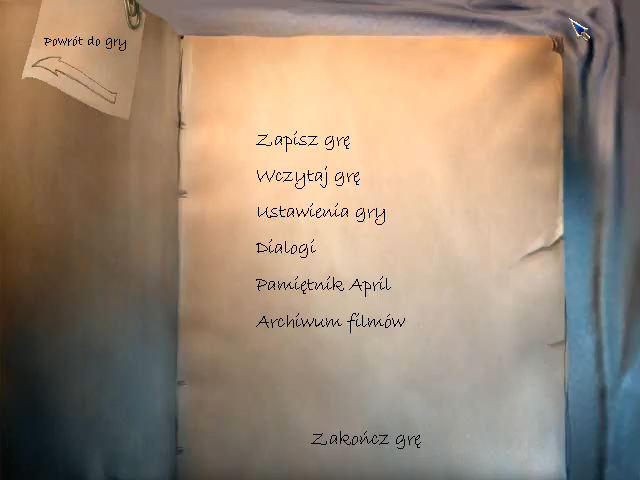 Powrót do gry
Zapisz grę
Wczytaj grę
Ustawienia gry
Dialogi
Pamiętnik April
Archiwum filmów
Zakończ grę